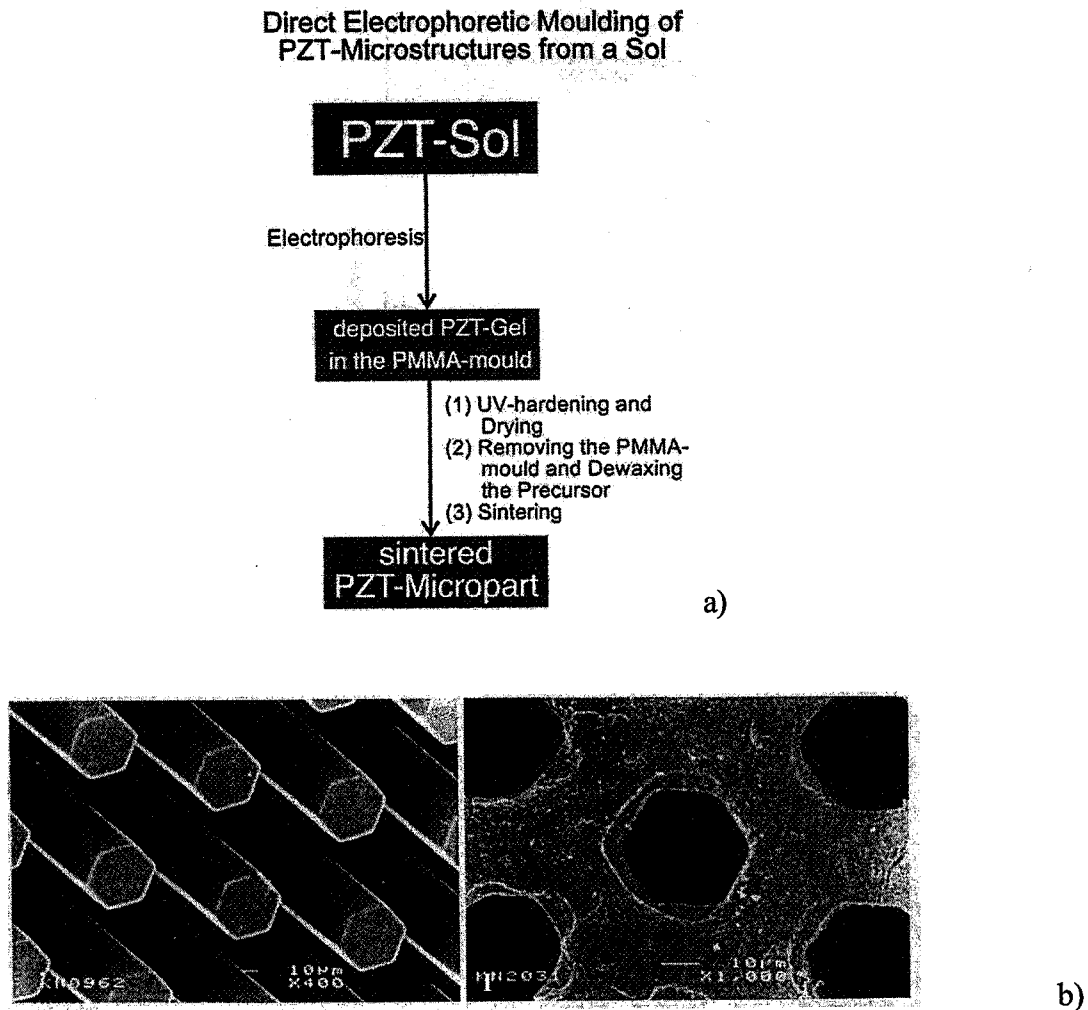 Direct Electrophoretic Moulding of
PZT-Microstructures from a Sol
PZT-Sol
Electrophoresis
deposited PZT-Gel
in the PMMA-mould
(1) UV-hardening and
Drying
(2) Removing the PMMA-
mould and Dewaxing
the Precursor
(3) Sintering
sintered
PZT-Micropart
a)
10µm
X400
10µm
X1,000
b)